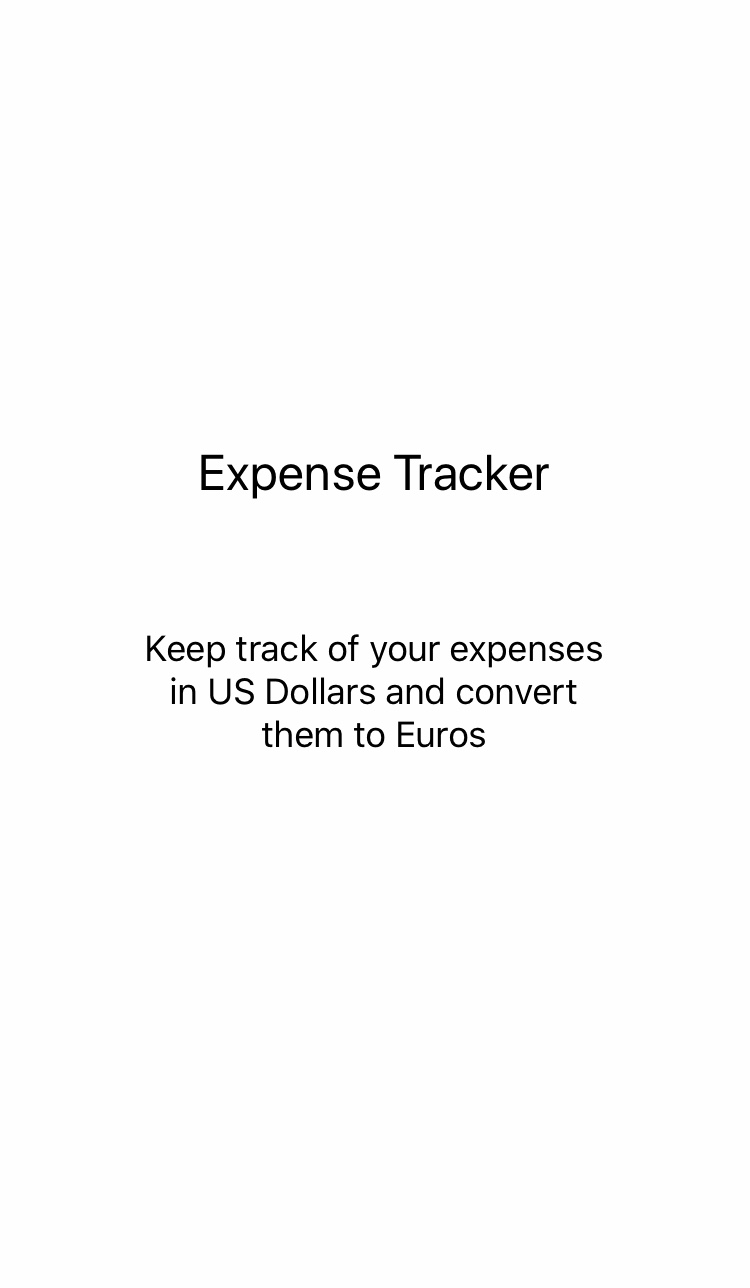 Expense Tracker
Keep track of your expenses
in US Dollars and convert
them to Euros